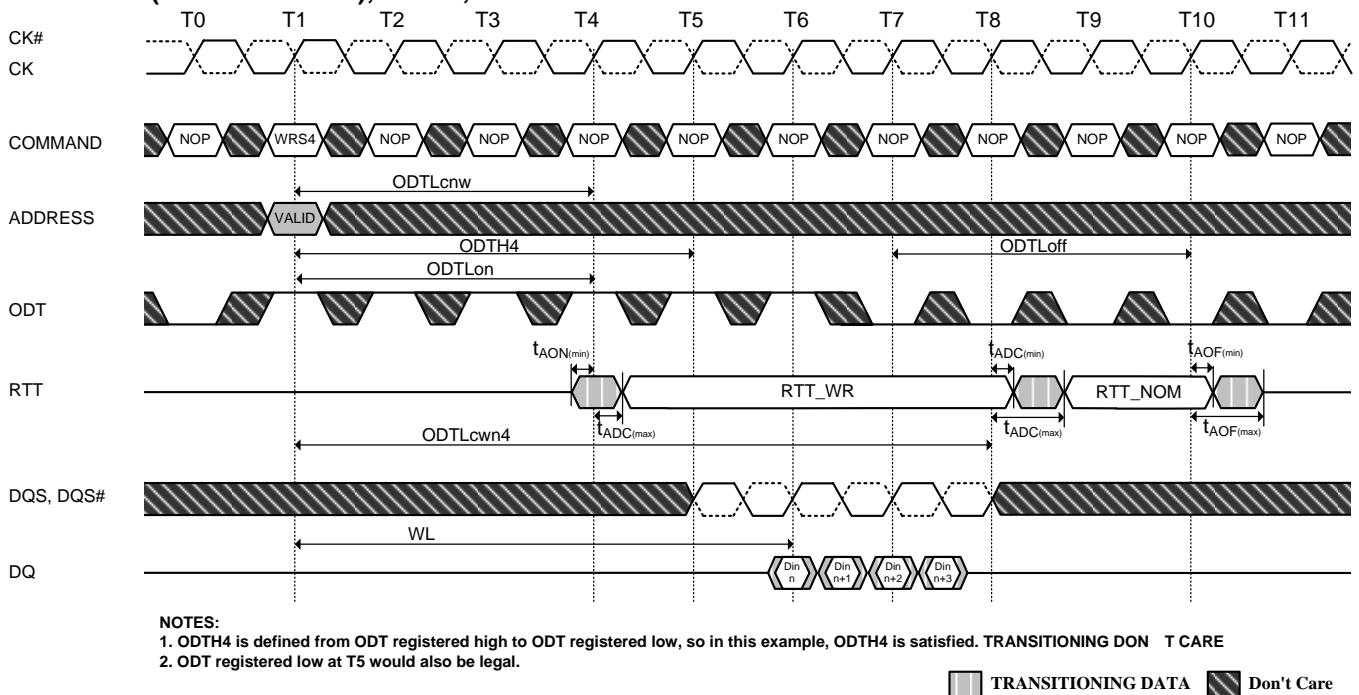 T0 T1 T2 T3 T4 T5 T6 T7 T8 T9 T10 T11
CK#
CK
COMMAND NOP WRS4 NOP NOP NOP NOP NOP NOP NOP NOP NOP NOP
ODTLcnw
ADDRESS VALID
ODTH4 ODTLoff
ODTLon
ODT
tAON(min) tADC(min) tAOF(min)
RTT RTT_WR RTT_NOM
tADC(max) tADC(max) tAOF(max)
ODTLcwn4
DQS, DQS#
WL
DQ Din n Din n+1 Din n+2 Din n+3
NOTES:
1. ODTH4 is defined from ODT registered high to ODT registered low, so in this example, ODTH4 is satisfied. TRANSITIONING DON T CARE
2. ODT registered low at T5 would also be legal.
TRANSITIONING DATA Don't Care